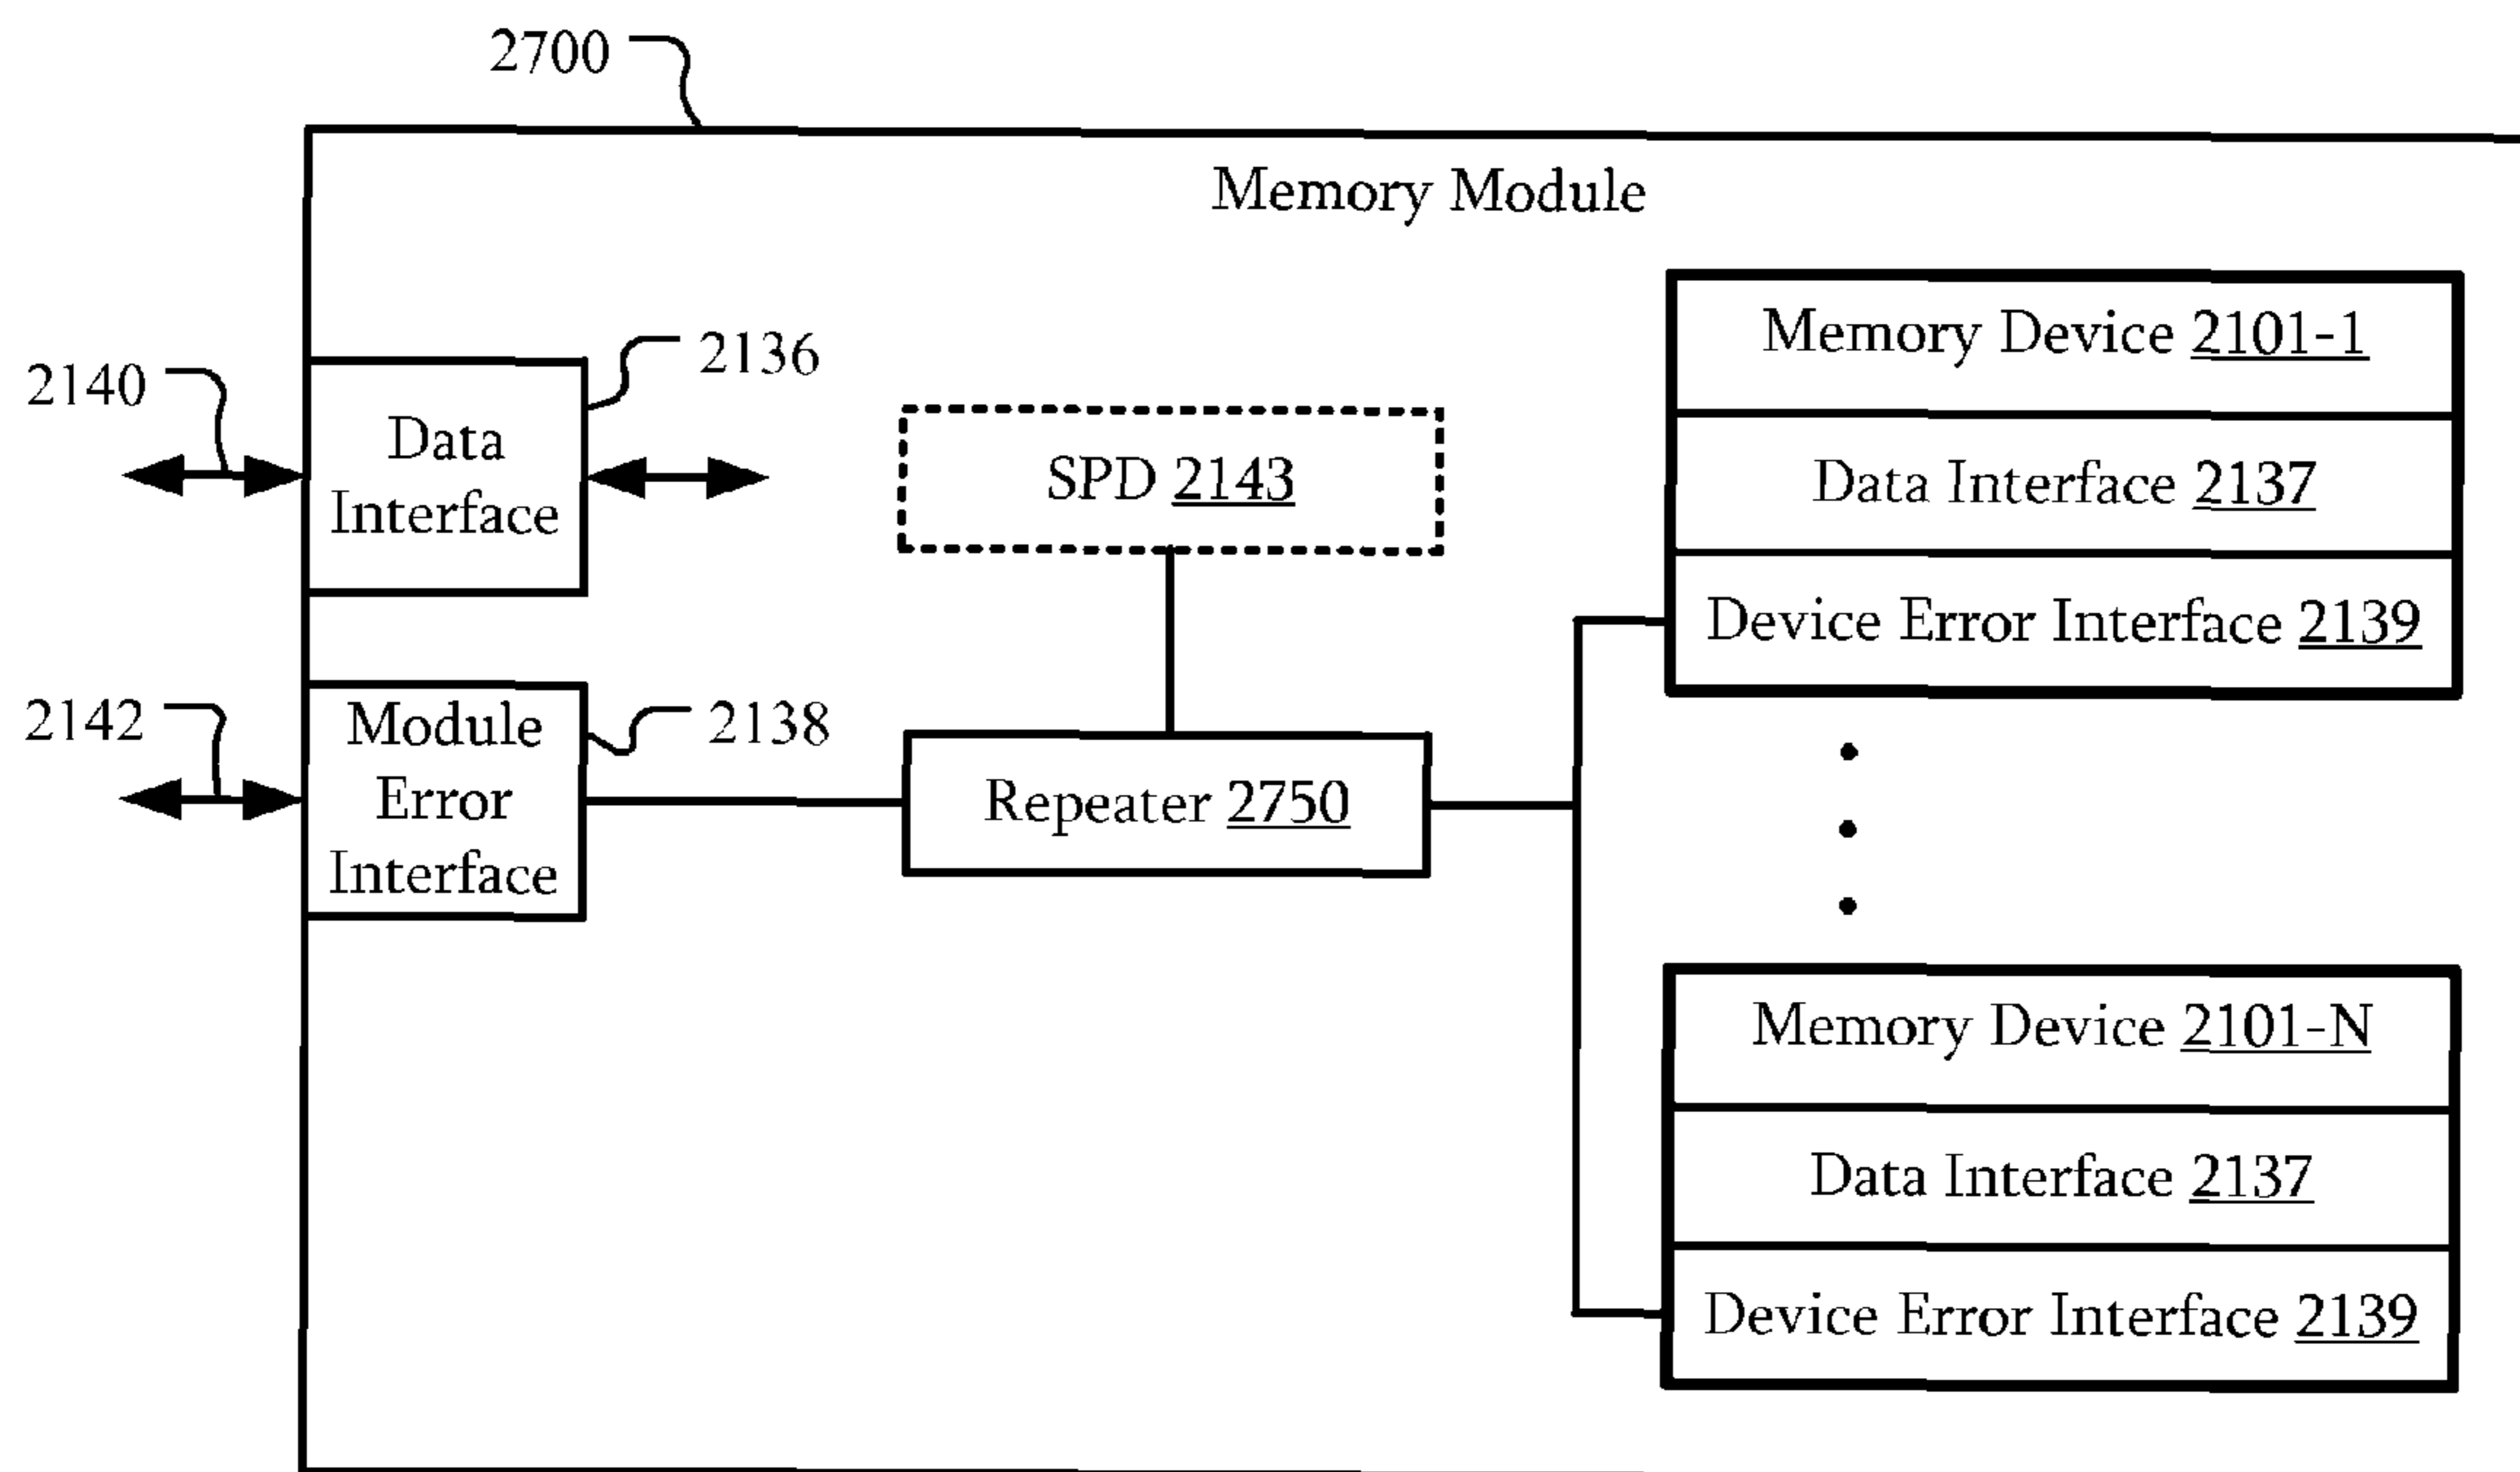 2700
Memory Module
2140
2136
Data
Interface
SPD 2143
Memory Device 2101-1
Data Interface 2137
Device Error Interface 2139
2142
2138
Module
Error
Interface
Repeater 2750
Memory Device 2101-N
Data Interface 2137
Device Error Interface 2139